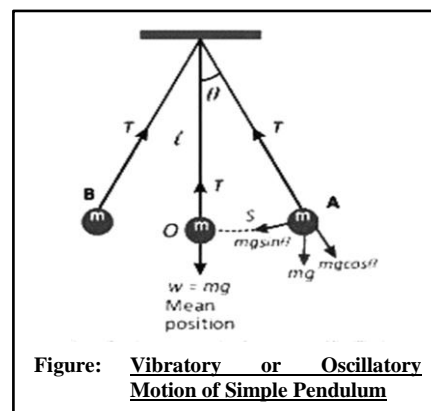 θ
T
ℓ
T
B
T
A
m
O
m
S
m
mgsinθ
mg
mgcosθ
w = mg
Mean
position
Figure: Vibratory or Oscillatory
Motion of Simple Pendulum